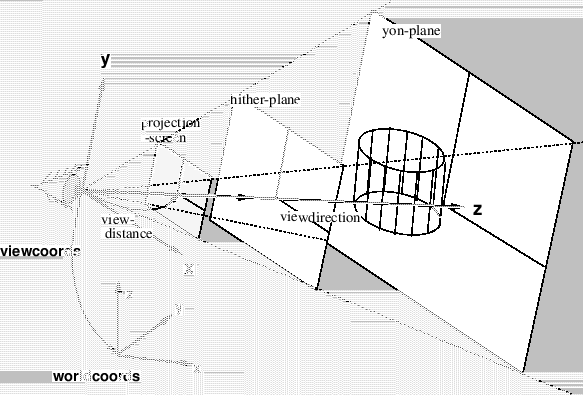 yon-plane
y
hither-plane
projection
-screen
z
viewdirection
view-
distance
viewcoords
x
z
y
x
worldcoords